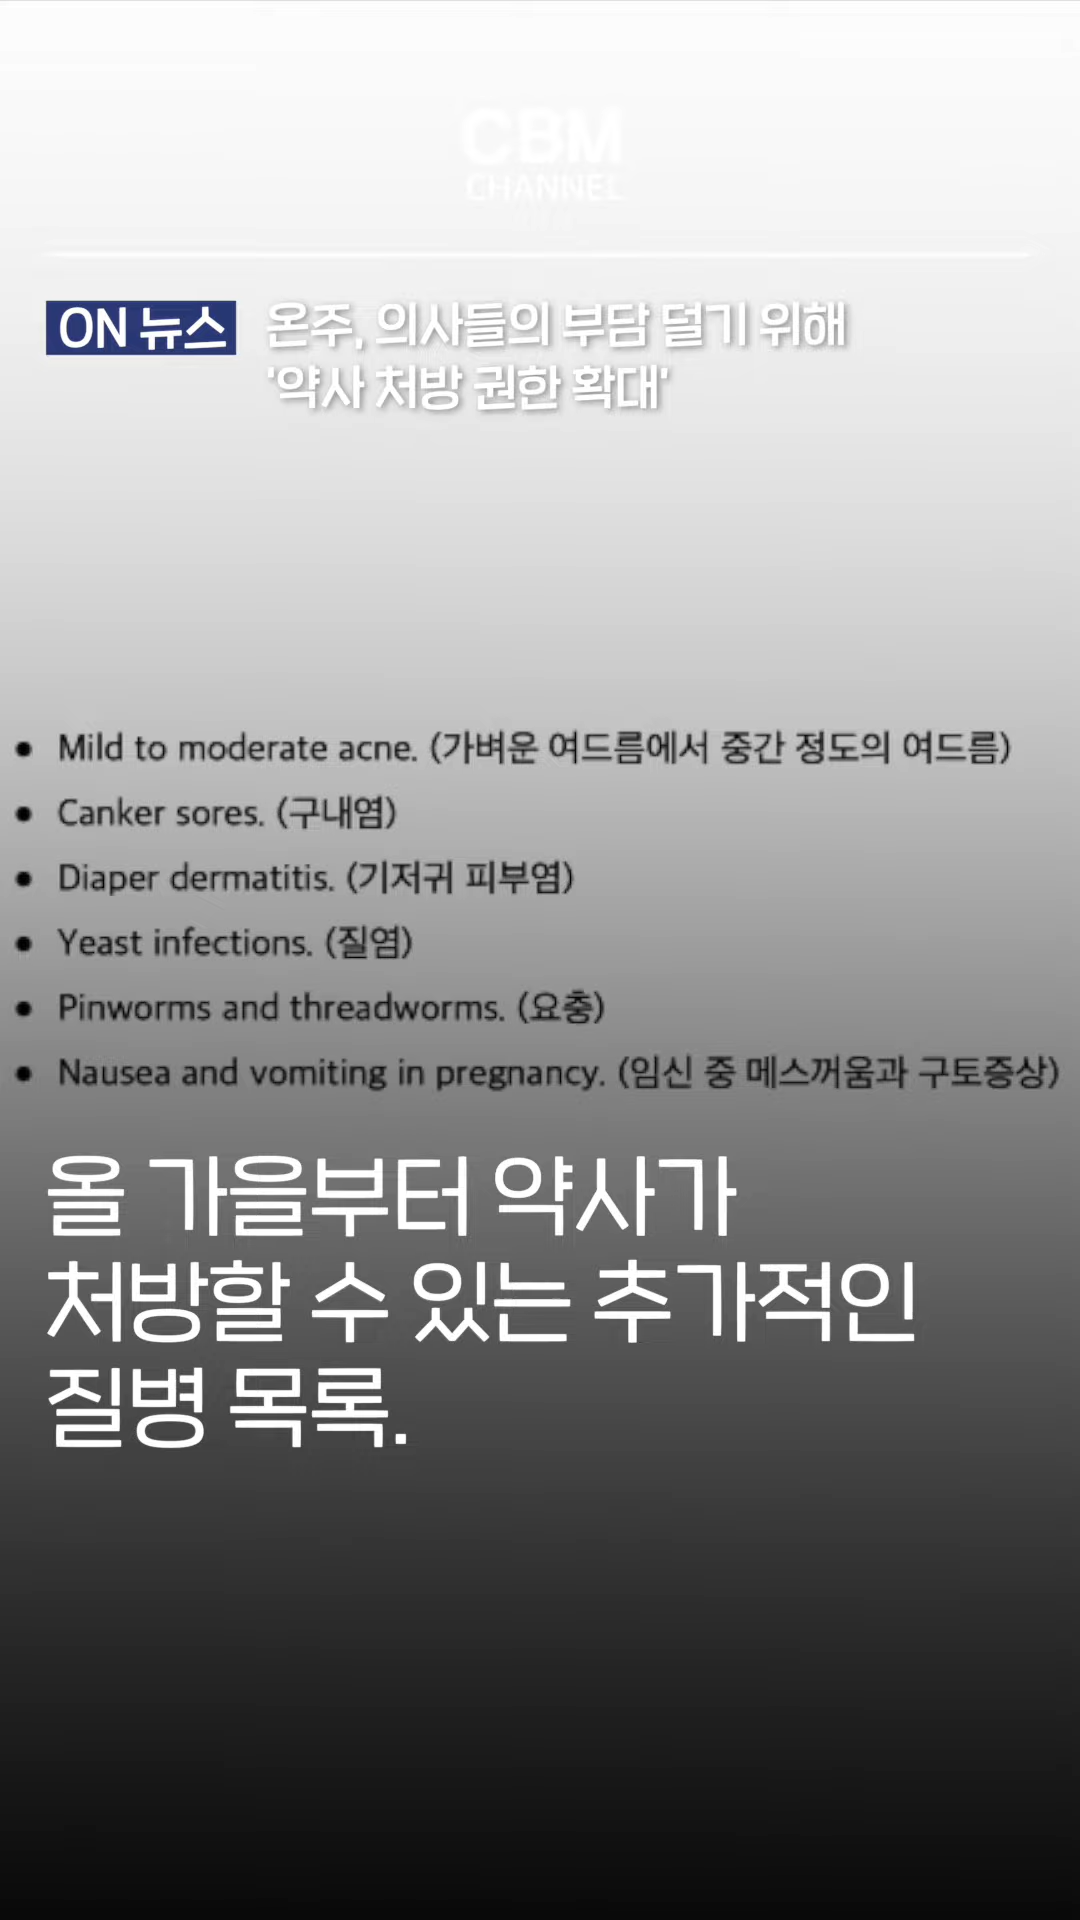 CBM
CHANNEL
ON 뉴스
온주, 의사들의 부담 덜기 위해
'약사 처방 권한 확대'
• Mild to moderate acne. (가벼운 여드름에서 중간 정도의 여드름)
• Canker sores. (구내염)
• Diaper dermatitis. (기저귀 피부염)
• Yeast infections. (질염)
• Pinworms and threadworms. (요충)
• Nausea and vomiting in pregnancy. (임신 중 메스꺼움과 구토증상)
올 가을부터 약사가
처방할 수 있는 추가적인
질병 목록.